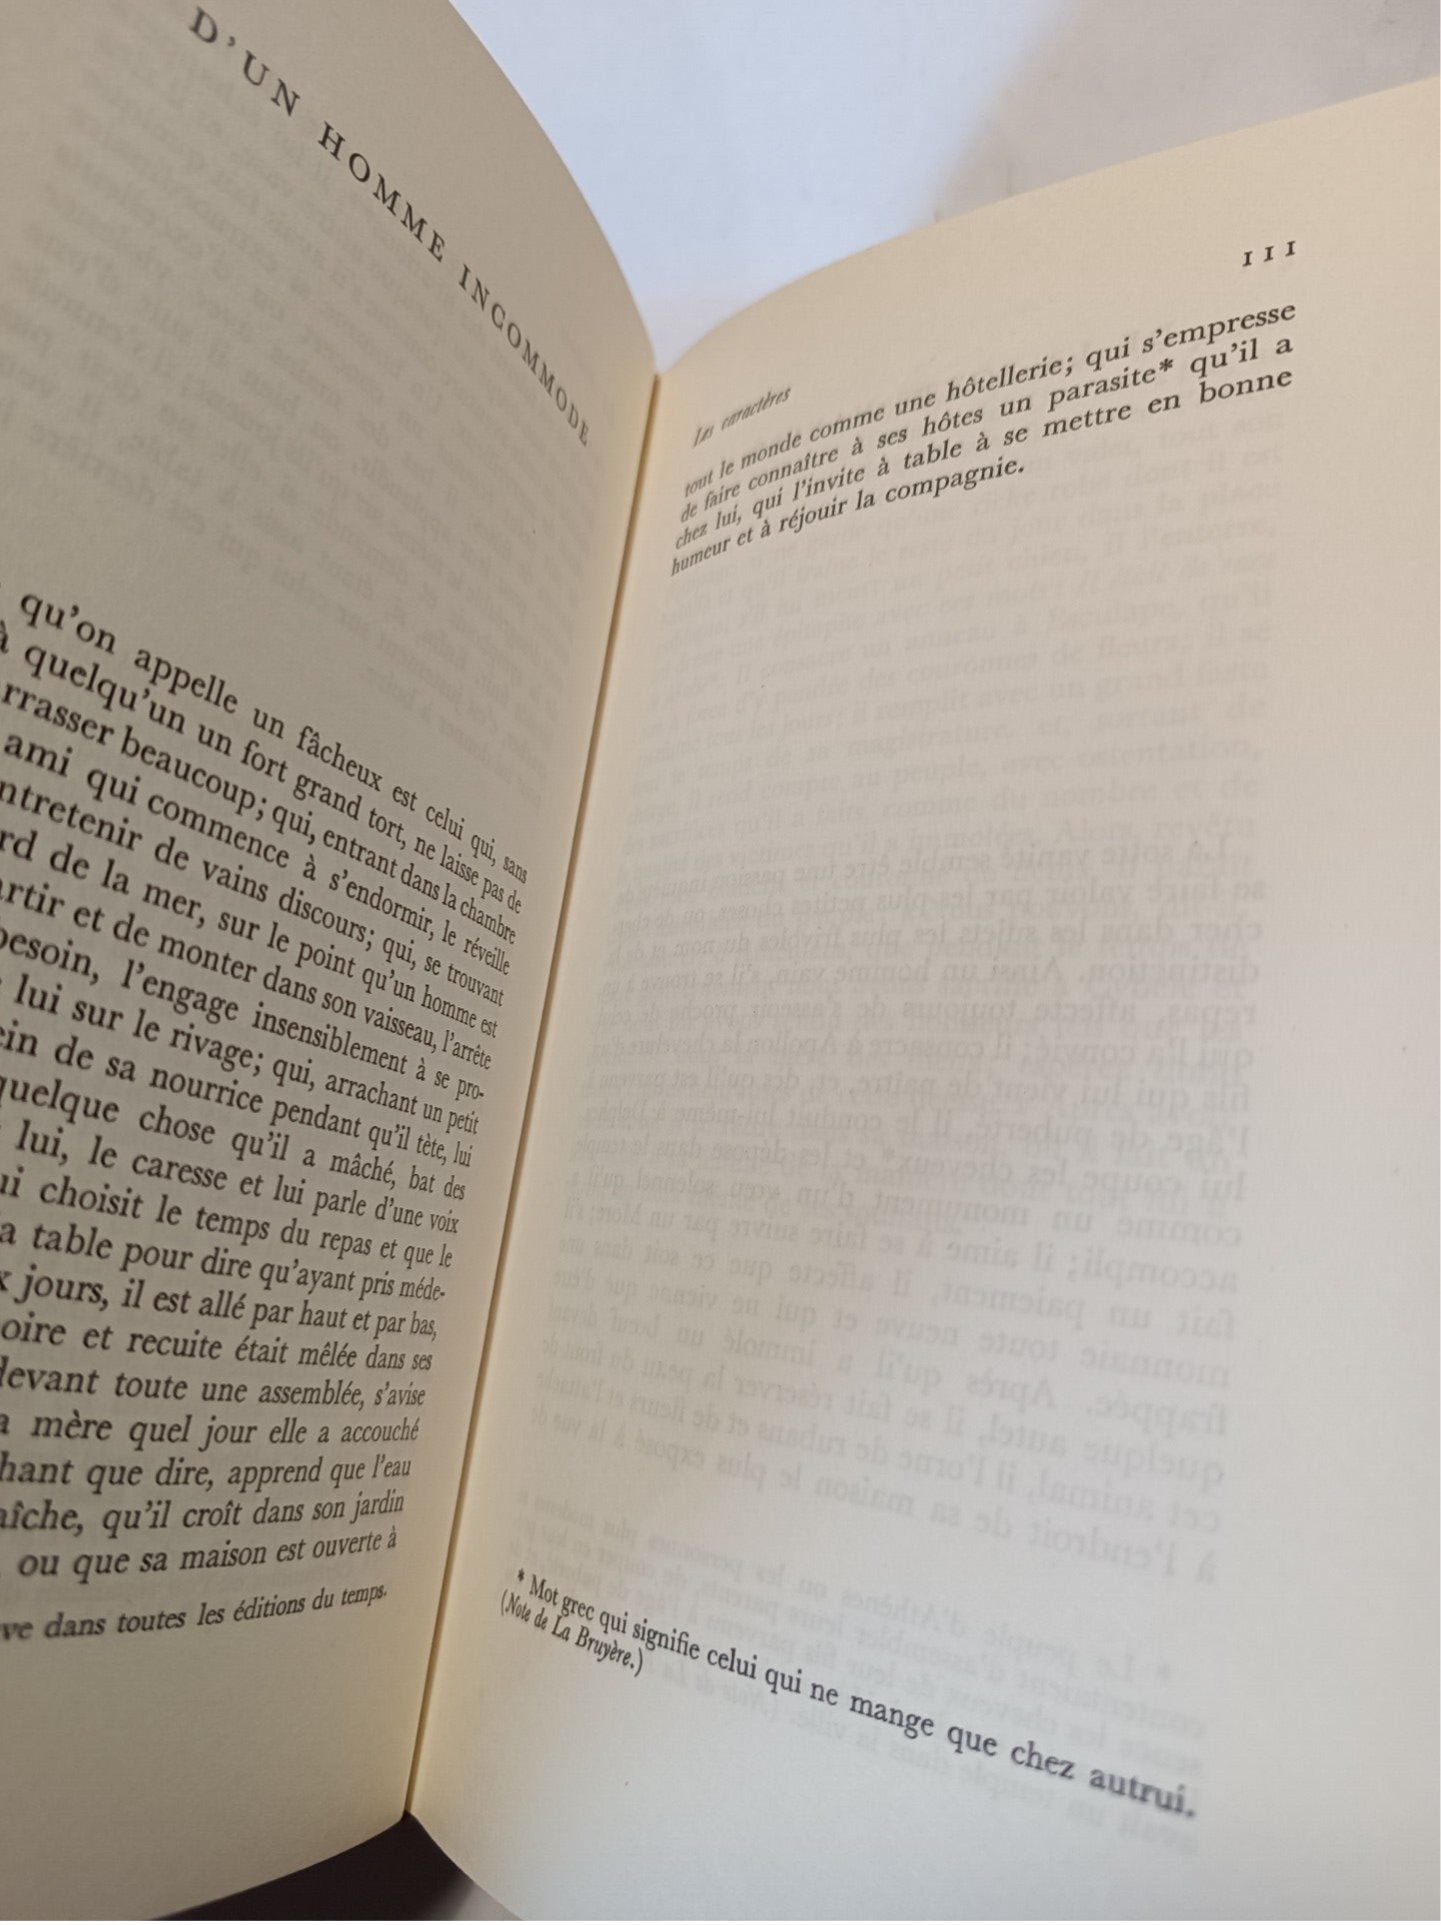 D'UN HOMME INCOMMODE
qu'on appelle un fâcheux est celui qui, sans
à quelqu'un un fort grand tort, ne laisse pas de
rrasser beaucoup; qui, entrant dans la chambre
ami qui commence à s'endormir, le réveille
ntretenir de vains discours; qui, se trouvant
rd de la mer, sur le point qu'un homme est
artir et de monter dans son vaisseau, l'arrête
besoin, l'engage insensiblement à se pro-
lui sur le rivage; qui, arrachant un petit
ein de sa nourrice pendant qu'il tète, lui
quelque chose qu'il a mâché, bat des
lui, le caresse et lui parle d'une voix
ui choisit le temps du repas et que le
la table pour dire qu'ayant pris méde-
x jours, il est allé par haut et par bas,
oire et recuite était mêlée dans ses
devant toute une assemblée, s'avise
a mère quel jour elle a accouché
hant que dire, apprend que l'eau
aîche, qu'il croît dans son jardin
ou que sa maison est ouverte à
ve dans toutes les éditions du temps.
Les caractères 111
tout le monde comme une hôtellerie; qui s'empresse
de faire connaître à ses hôtes un parasite* qu'il a
chez lui, qui l'invite à table à se mettre en bonne
humeur et à réjouir la compagnie.
* Mot grec qui signifie celui qui ne mange que chez autrui.
(Note de La Bruyère.)